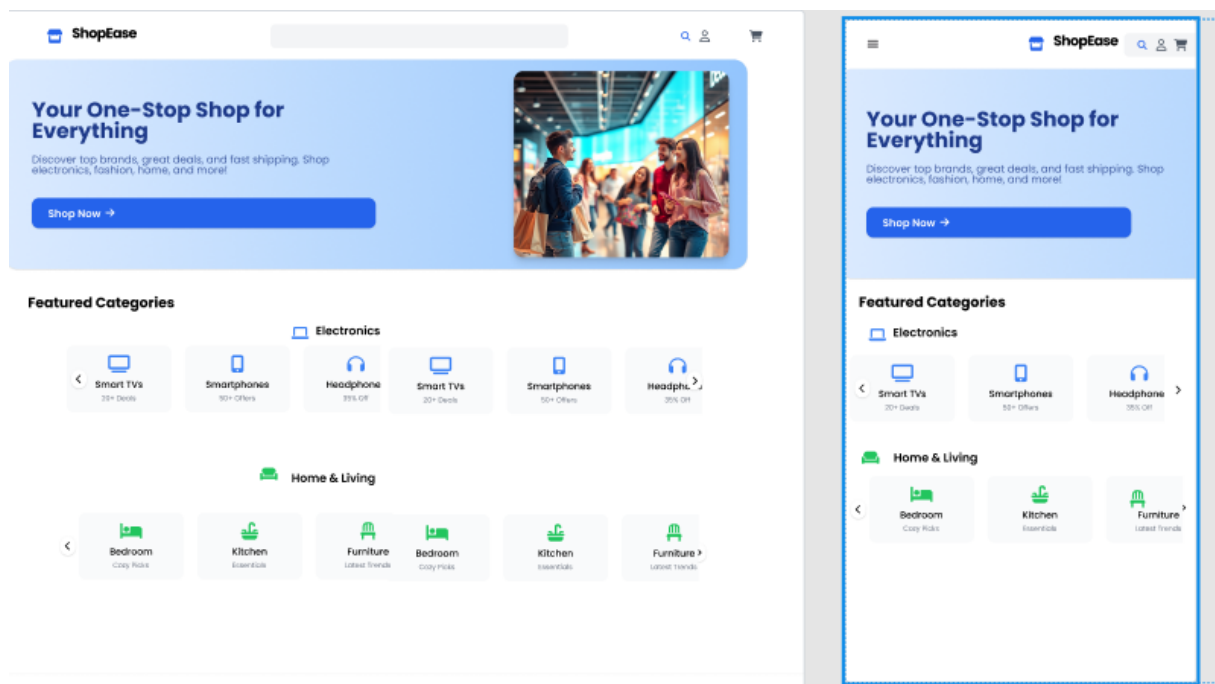 ShopEase
Your One-Stop Shop for
Everything
Discover top brands, great deals, and fast shipping. Shop
electronics, fashion, home, and more!
Shop Now →
Featured Categories
Electronics
Smart TVs
20+ Deals
Smartphones
50+ Offers
Headphone
35% Off
Smart TVs
20+ Deals
Smartphones
50+ Offers
Headpho
35% Off
Home & Living
Bedroom
Cozy Picks
Kitchen
Essentials
Furniture
Latest Trends
Bedroom
Cozy Picks
Kitchen
Essentials
Furniture
Latest Trends
ShopEase
Your One-Stop Shop for
Everything
Discover top brands, great deals, and fast shipping. Shop
electronics, fashion, home, and more!
Shop Now →
Featured Categories
Electronics
Smart TVs
20+ Deals
Smartphones
50+ Offers
Headphone
35% Off
Home & Living
Bedroom
Cozy Picks
Kitchen
Essentials
Furniture
Latest Trends